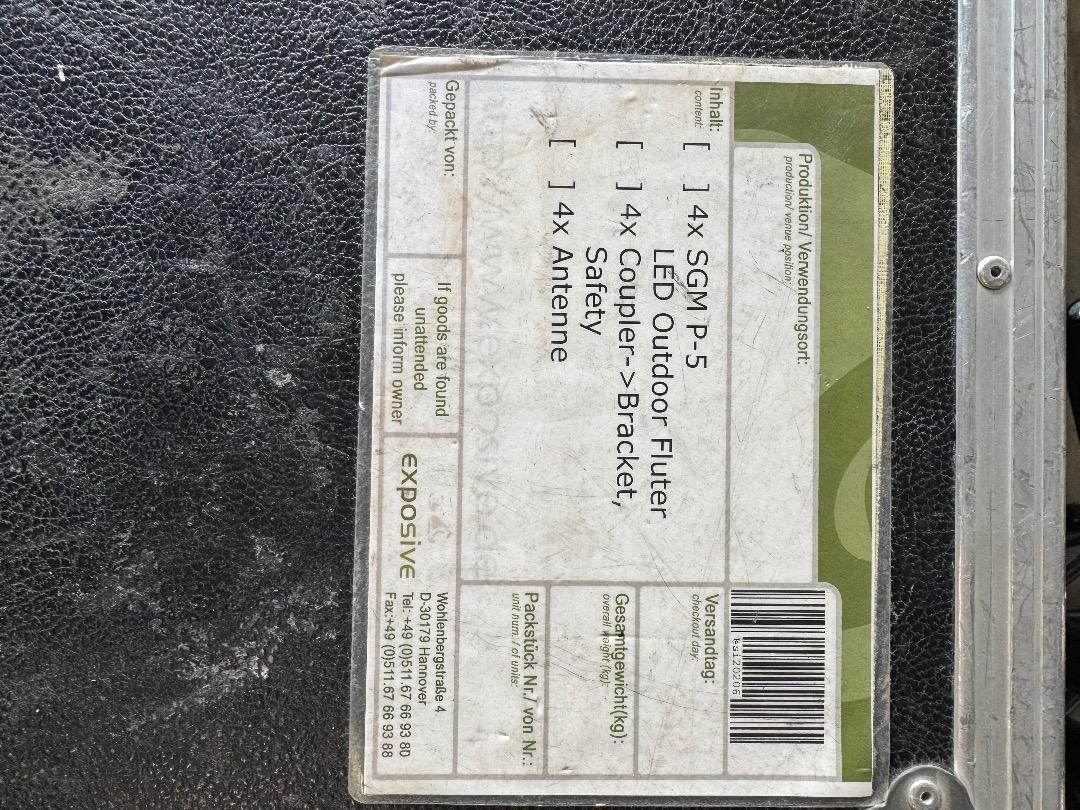 Produktion/ Verwendungsort:
production/ venue position:
Inhalt:
content:
[ ] 4x SGM P-5
LED Outdoor Fluter
[ ] 4x Coupler->Bracket,
Safety
[ ] 4x Antenne
Versandtag:
checkout day:
Gesamtgewicht(kg):
overall weight (kg):
Packstück Nr./ von Nr.:
unit num. / of units:
Gepackt von:
packed by:
If goods are found
unattended
please inform owner
exposive
Wohlenbergstraße 4
D-30179 Hannover
Tel: +49 (0)511.67 66 93 80
Fax:+49 (0)511.67 66 93 88